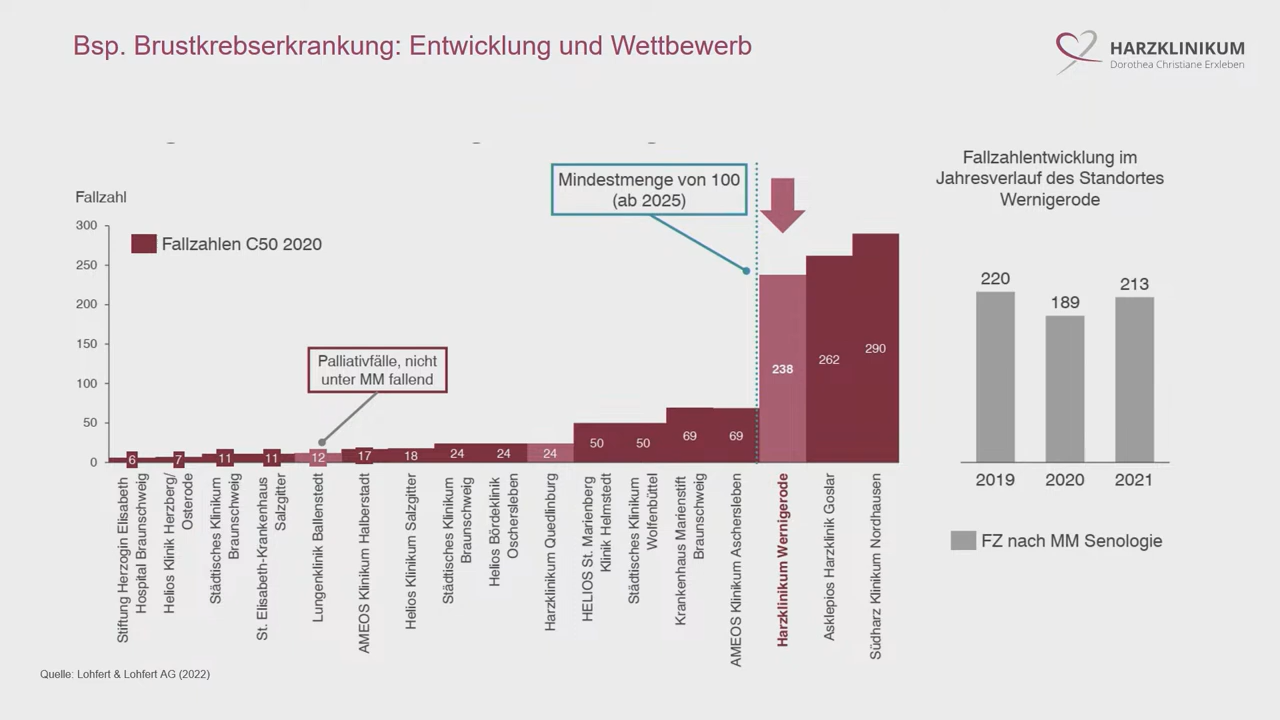 Bsp. Brustkrebserkrankung: Entwicklung und Wettbewerb
HARZKLINIKUM
Dorothea Christiane Erxleben
Fallzahl
300
250
200
150
100
50
0
Fallzahlen C50 2020
Mindestmenge von 100
(ab 2025)
Palliativfälle, nicht
unter MM fallend
6
7
11
11
12
17
18
24
24
24
50
50
69
69
238
262
290
Stiftung Herzogin Elisabeth
Hospital Braunschweig
Helios Klinik Herzberg/
Osterode
Städtisches Klinikum
Braunschweig
St. Elisabeth-Krankenhaus
Salzgitter
Lungenklinik Ballenstedt
AMEOS Klinikum Halberstadt
Helios Klinikum Salzgitter
Städtisches Klinikum
Braunschweig
Helios Bördeklinik
Oschersleben
Harzklinikum Quedlinburg
HELIOS St. Marienberg
Klinik Helmstedt
Städtisches Klinikum
Wolfenbüttel
Krankenhaus Marienstift
Braunschweig
AMEOS Klinikum Aschersleben
Harzklinikum Wernigerode
Asklepios Harzklinik Goslar
Südharz Klinikum Nordhausen
Fallzahlentwicklung im
Jahresverlauf des Standortes
Wernigerode
220
189
213
2019
2020
2021
FZ nach MM Senologie
Quelle: Lohfert & Lohfert AG (2022)